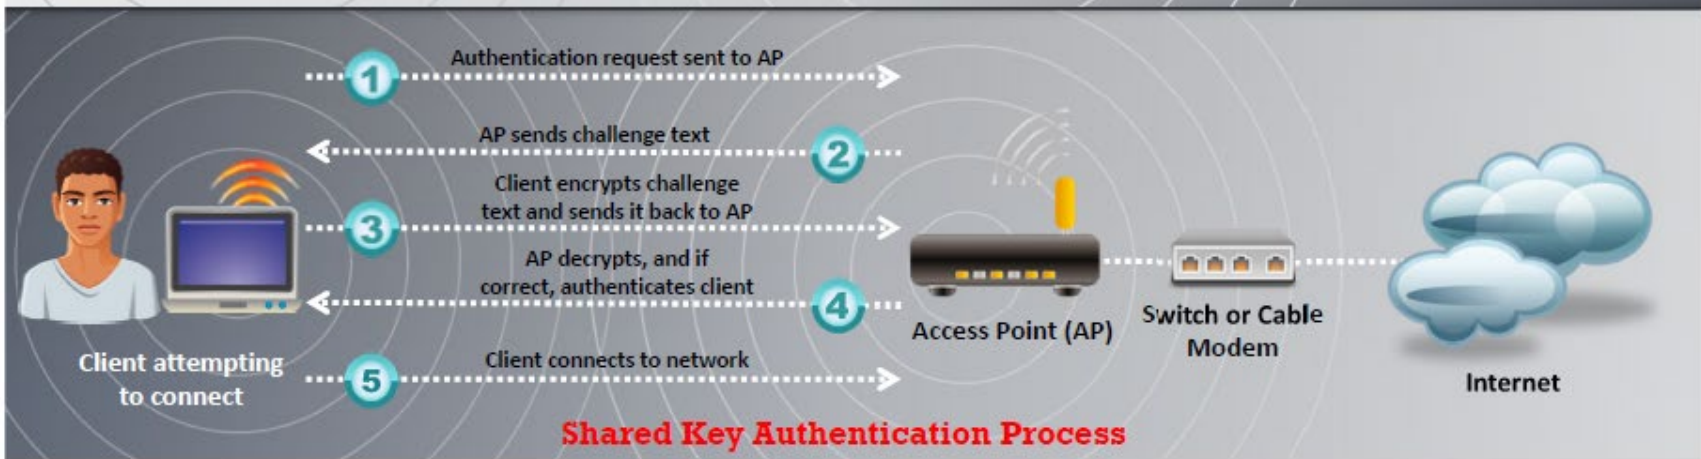 1
Authentication request sent to AP
AP sends challenge text
2
Client encrypts challenge
text and sends it back to AP
3
AP decrypts, and if
correct, authenticates client
4
Client connects to network
5
Client attempting
to connect
Access Point (AP)
Switch or Cable
Modem
Internet
Shared Key Authentication Process